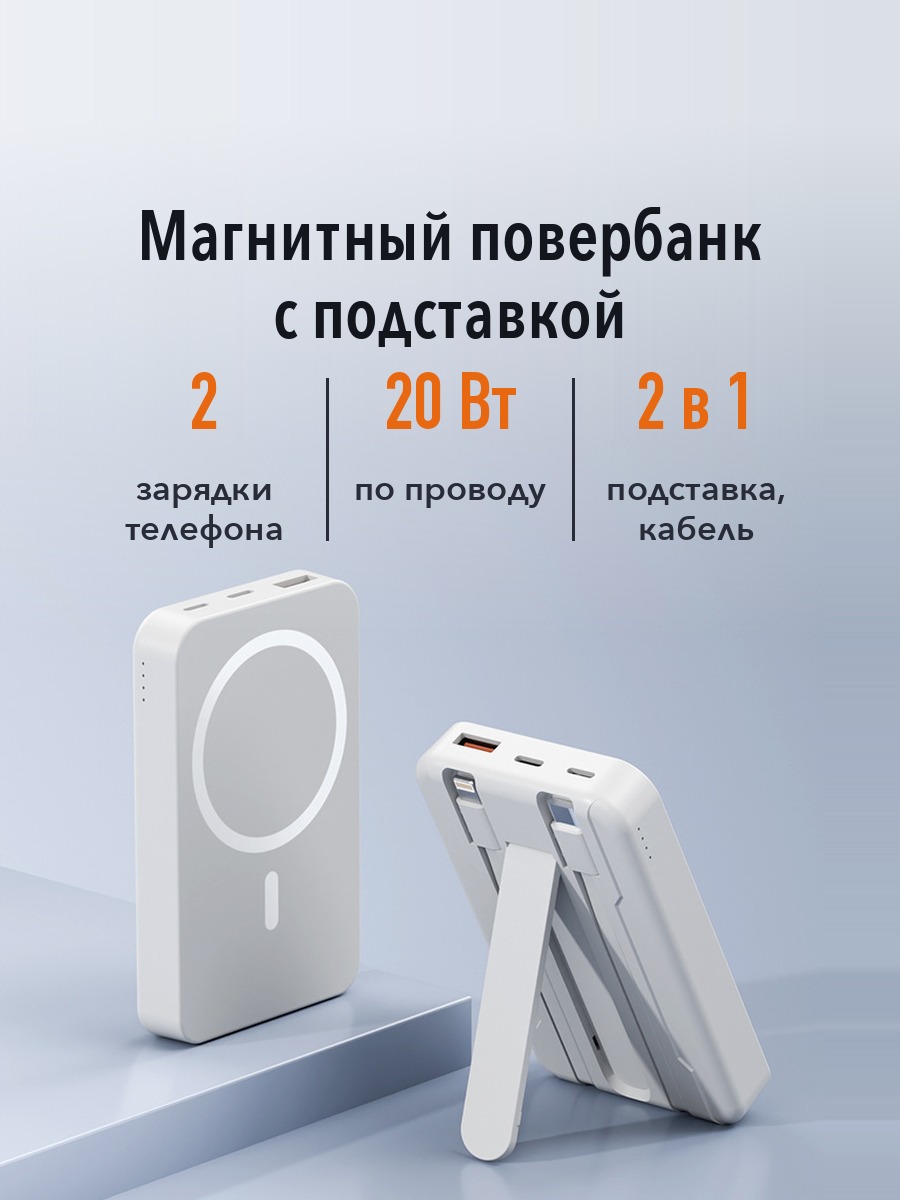 Магнитный повербанк
с подставкой
2
зарядки
телефона
20 Вт
по проводу
2 в 1
подставка,
кабель